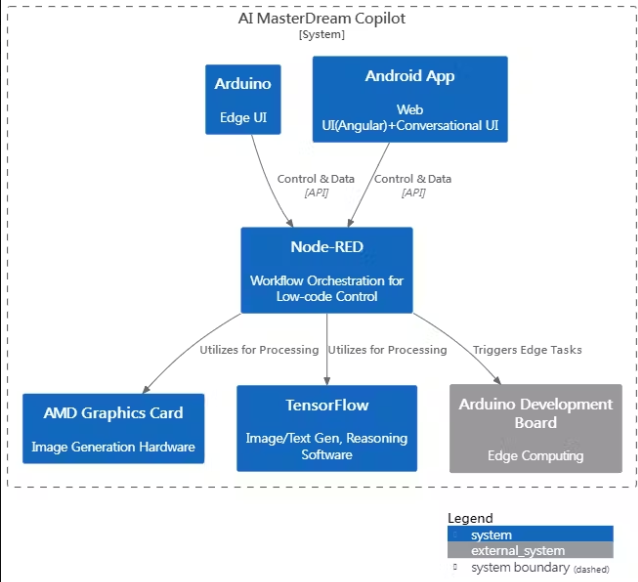 AI MasterDream Copilot
[System]
Arduino
Edge UI
Android App
Web
UI(Angular)+Conversational UI
Control & Data
[API]
Control & Data
[API]
Node-RED
Workflow Orchestration for
Low-code Control
Utilizes for Processing
Utilizes for Processing
Triggers Edge Tasks
AMD Graphics Card
Image Generation Hardware
TensorFlow
Image/Text Gen, Reasoning
Software
Arduino Development
Board
Edge Computing
Legend
system
external_system
system boundary (dashed)